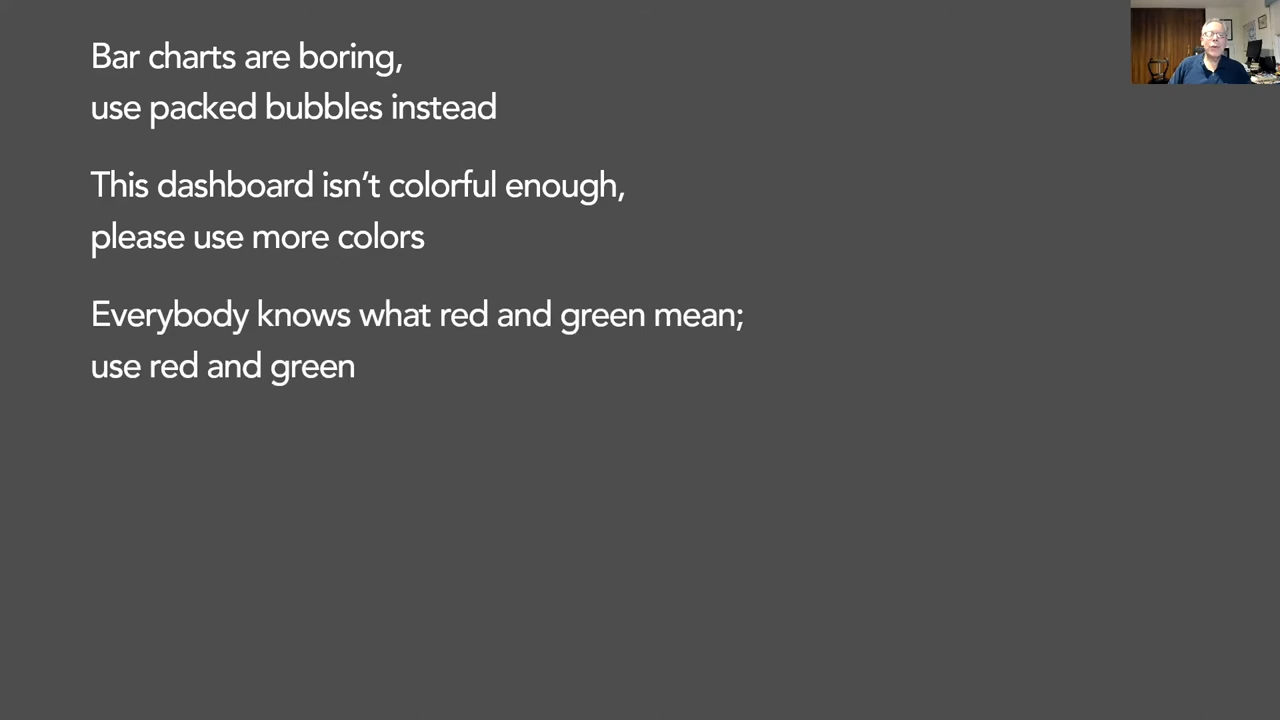 Bar charts are boring,
use packed bubbles instead
This dashboard isn’t colorful enough,
please use more colors
Everybody knows what red and green mean;
use red and green